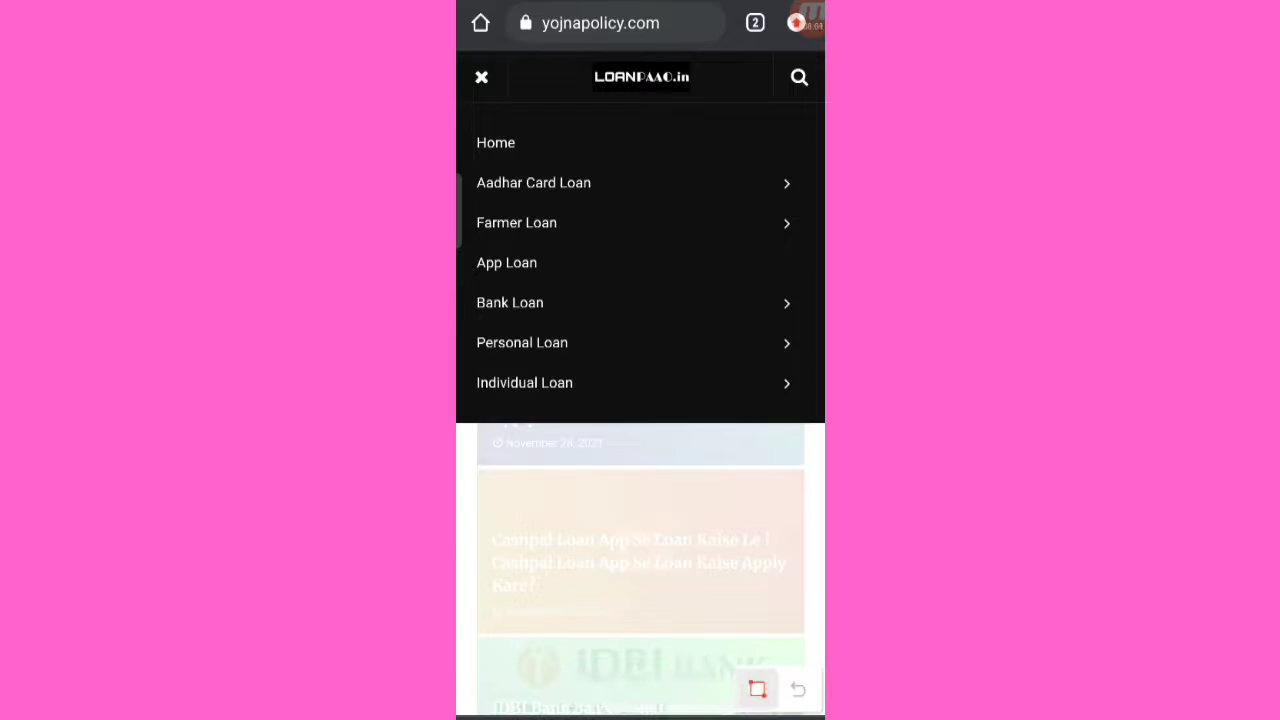 yojnapolicy.com
2
LOANPAAO.in
Home
Aadhar Card Loan
Farmer Loan
App Loan
Bank Loan
Personal Loan
Individual Loan
November 28, 2021
Cashpal Loan App Se Loan Kaise Le |
Cashpal Loan App Se Loan Kaise Apply
Kare?
IDBI BANK
IDBI Bank